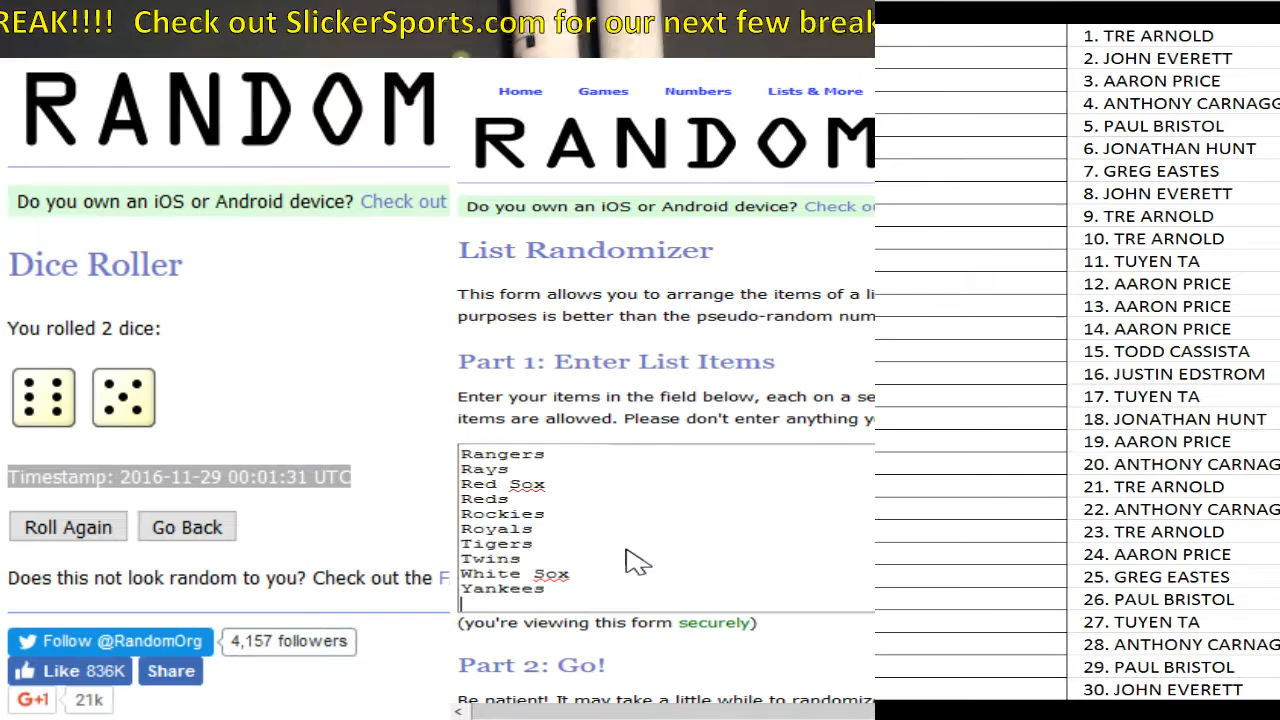 REAK!!!! Check out SlickerSports.com for our next few break
RANDOM
Do you own an iOS or Android device? Check out
Dice Roller
You rolled 2 dice:
Timestamp: 2016-11-29 00:01:31 UTC
Roll Again
Go Back
Does this not look random to you? Check out the F
Follow @RandomOrg
4,157 followers
Like 836K
Share
G+1
21k
Home
Games
Numbers
Lists & More
RANDOM
Do you own an iOS or Android device? Check ou
List Randomizer
This form allows you to arrange the items of a li
purposes is better than the pseudo-random num
Part 1: Enter List Items
Enter your items in the field below, each on a se
items are allowed. Please don't enter anything y
Rangers
Rays
Red Sox
Reds
Rockies
Royals
Tigers
Twins
White Sox
Yankees
(you're viewing this form securely)
Part 2: Go!
Be patient! It may take a little while to randomize
1. TRE ARNOLD
2. JOHN EVERETT
3. AARON PRICE
4. ANTHONY CARNAGG
5. PAUL BRISTOL
6. JONATHAN HUNT
7. GREG EASTES
8. JOHN EVERETT
9. TRE ARNOLD
10. TRE ARNOLD
11. TUYEN TA
12. AARON PRICE
13. AARON PRICE
14. AARON PRICE
15. TODD CASSISTA
16. JUSTIN EDSTROM
17. TUYEN TA
18. JONATHAN HUNT
19. AARON PRICE
20. ANTHONY CARNAG
21. TRE ARNOLD
22. ANTHONY CARNAG
23. TRE ARNOLD
24. AARON PRICE
25. GREG EASTES
26. PAUL BRISTOL
27. TUYEN TA
28. ANTHONY CARNAG
29. PAUL BRISTOL
30. JOHN EVERETT